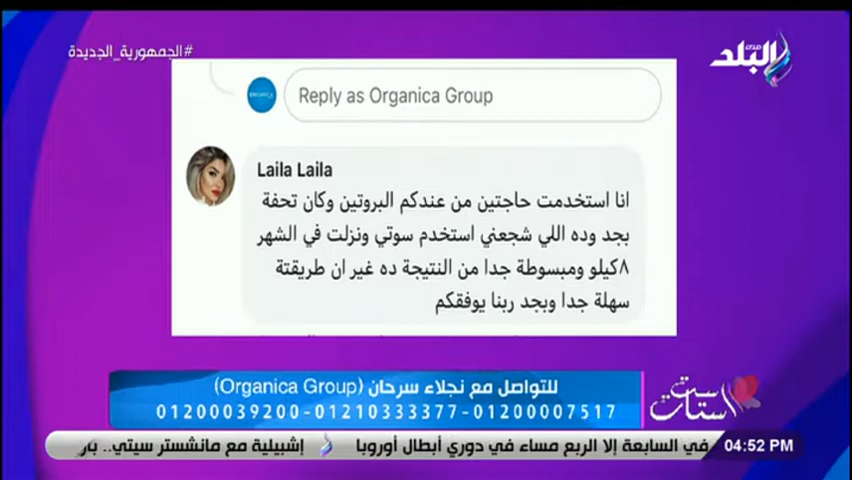 #الجمهورية_الجديدة
مدى
البلد
Reply as Organica Group
Laila Laila
انا استخدمت حاجتين من عندكم البروتين وكان تحفة
بجد وده اللي شجعني استخدم سوتي ونزلت في الشهر
٨كيلو ومبسوطة جدا من النتيجة ده غير ان طريقتة
سهلة جدا وبجد ربنا يوفقكم
للتواصل مع نجلاء سرحان (Organica Group)
01200039200-01210333377-01200007517
ست ستات
في السابعة إلا الربع مساء في دوري أبطال أوروبا
إشبيلية مع مانشستر سيتي.. بار
04:52 PM